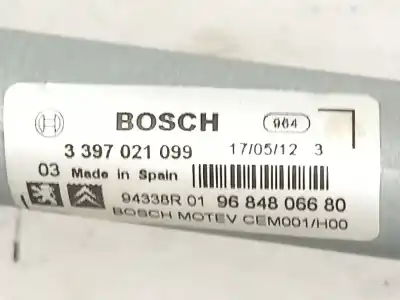 BOSCH 964
3 397 021 099 17/05/12 3
03 Made in Spain
94338R 01 96 848 066 80
BOSCH MOTEV CEM001/H00